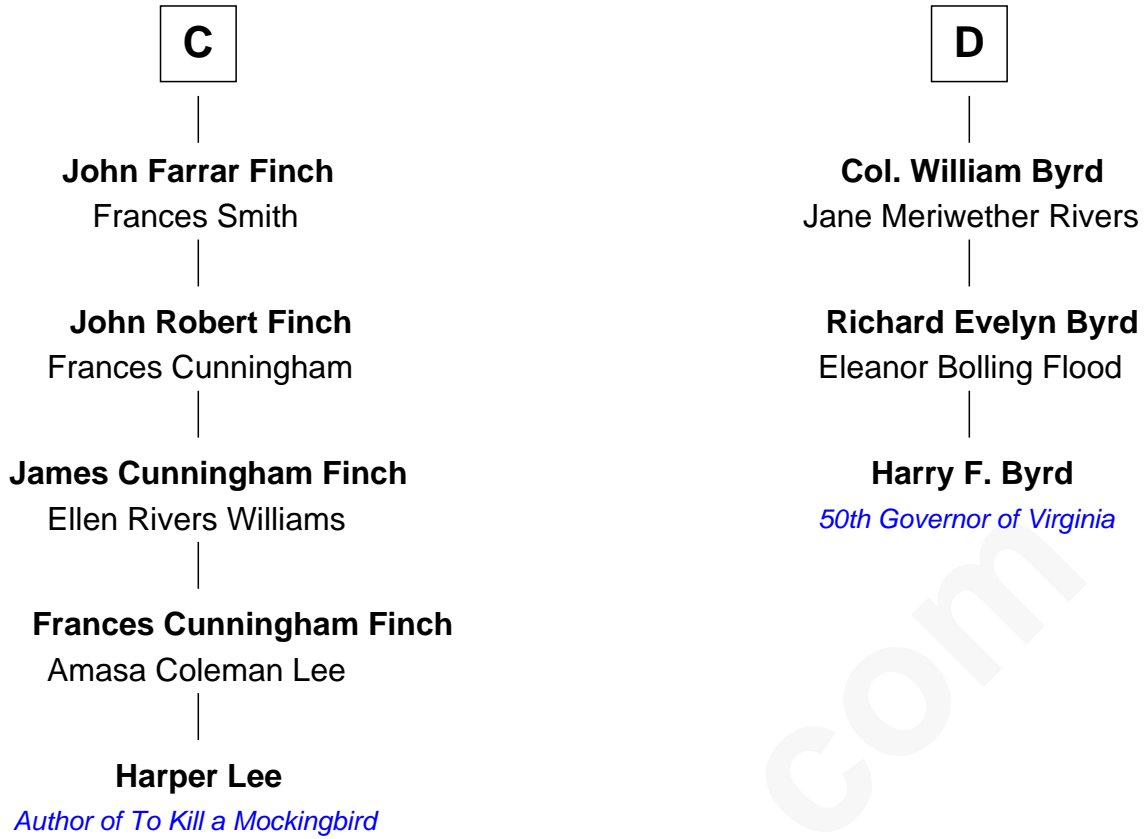 C
John Farrar Finch
Frances Smith
John Robert Finch
Frances Cunningham
James Cunningham Finch
Ellen Rivers Williams
Frances Cunningham Finch
Amasa Coleman Lee
Harper Lee
Author of To Kill a Mockingbird
D
Col. William Byrd
Jane Meriwether Rivers
Richard Evelyn Byrd
Eleanor Bolling Flood
Harry F. Byrd
50th Governor of Virginia
com